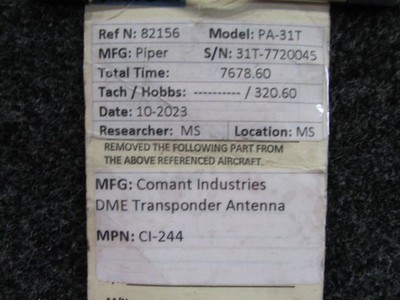 Ref N: 82156 Model: PA-31T
MFG: Piper S/N: 31T-7720045
Total Time: 7678.60
Tach / Hobbs: ---------- / 320.60
Date: 10-2023
Researcher: MS Location: MS
REMOVED THE FOLLOWING PART FROM
THE ABOVE REFERENCED AIRCRAFT.
MFG: Comant Industries
DME Transponder Antenna
MPN: CI-244